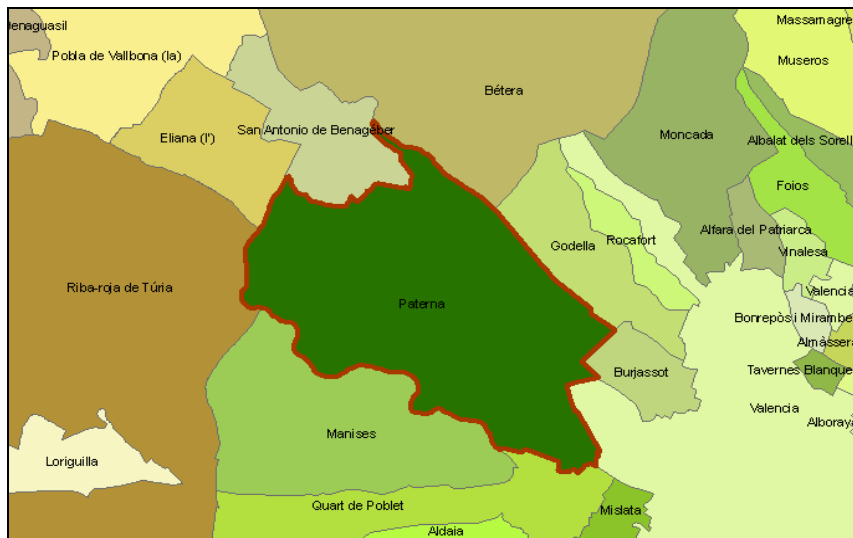 Massamagre
Benaguasil
Pobla de Vallbona (la)
Museros
Bétera
San Antonio de Benagéber
Eliana (l')
Moncada
Albalat dels Sorell
Foios
Alfara del Patriarca
Rocafort
Godella
Vinalesa
Riba-roja de Túria
Valencia
Paterna
Bonrepòs i Mirambe
Almàssera
Burjassot
Tavernes Blanque
Valencia
Alboray
Manises
Loriguilla
Quart de Poblet
Mislata
Aldaia